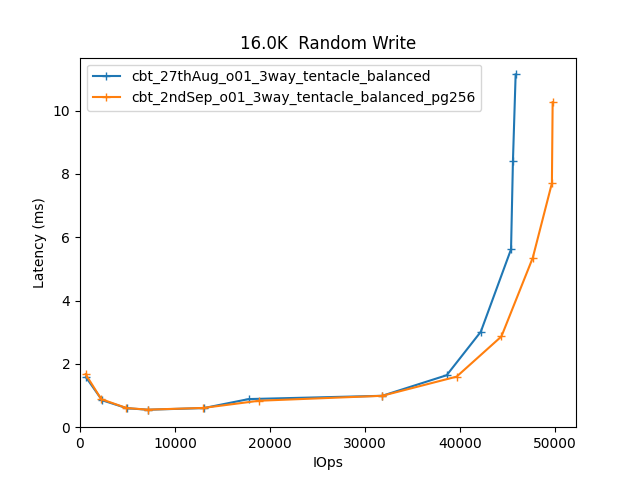 16.0K  Random Write
cbt_27thAug_o01_3way_tentacle_balanced
cbt_2ndSep_o01_3way_tentacle_balanced_pg256
Latency (ms)
10
8
6
4
2
0
0 10000 20000 30000 40000 50000
IOps